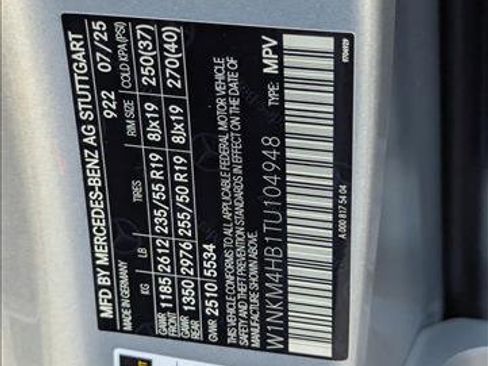 MFD BY MERCEDES-BENZ AG STUTTGART
MADE IN GERMANY 922 07/25
KG LB TIRES RIM SIZE COLD KPA(PSI)
GAWR FRONT 1185 2612 235/55 R19 8Jx19 250(37)
GAWR REAR 1350 2976 255/50 R19 8Jx19 270(40)
GVWR 2510 5534
THIS VEHICLE CONFORMS TO ALL APPLICABLE FEDERAL MOTOR VEHICLE
SAFETY AND THEFT PREVENTION STANDARDS IN EFFECT ON THE DATE OF
MANUFACTURE SHOWN ABOVE.
W1NKM4HB1TU104948 TYPE: MPV
A 000 817 54 04